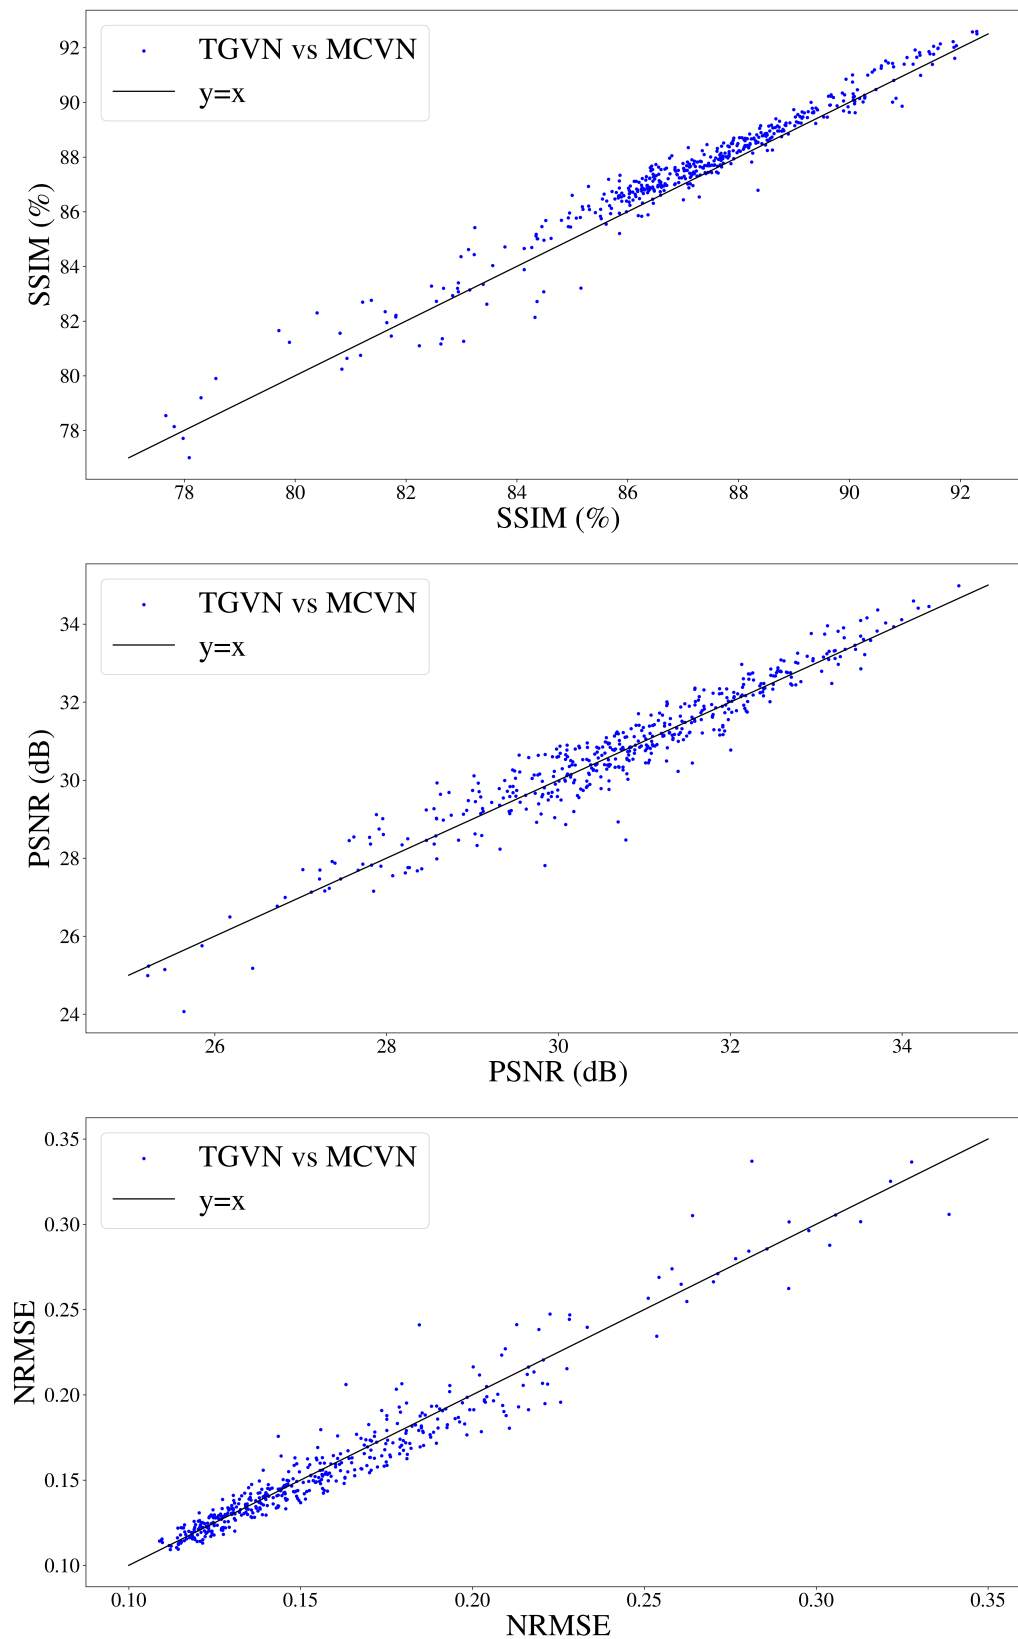 TGVN vs MCVN
y=x
92
90
88
86
84
82
80
78
SSIM (%)
78 80 82 84 86 88 90 92
SSIM (%)
TGVN vs MCVN
y=x
34
32
30
28
26
24
PSNR (dB)
26 28 30 32 34
PSNR (dB)
TGVN vs MCVN
y=x
0.35
0.30
0.25
0.20
0.15
0.10
NRMSE
0.10 0.15 0.20 0.25 0.30 0.35
NRMSE